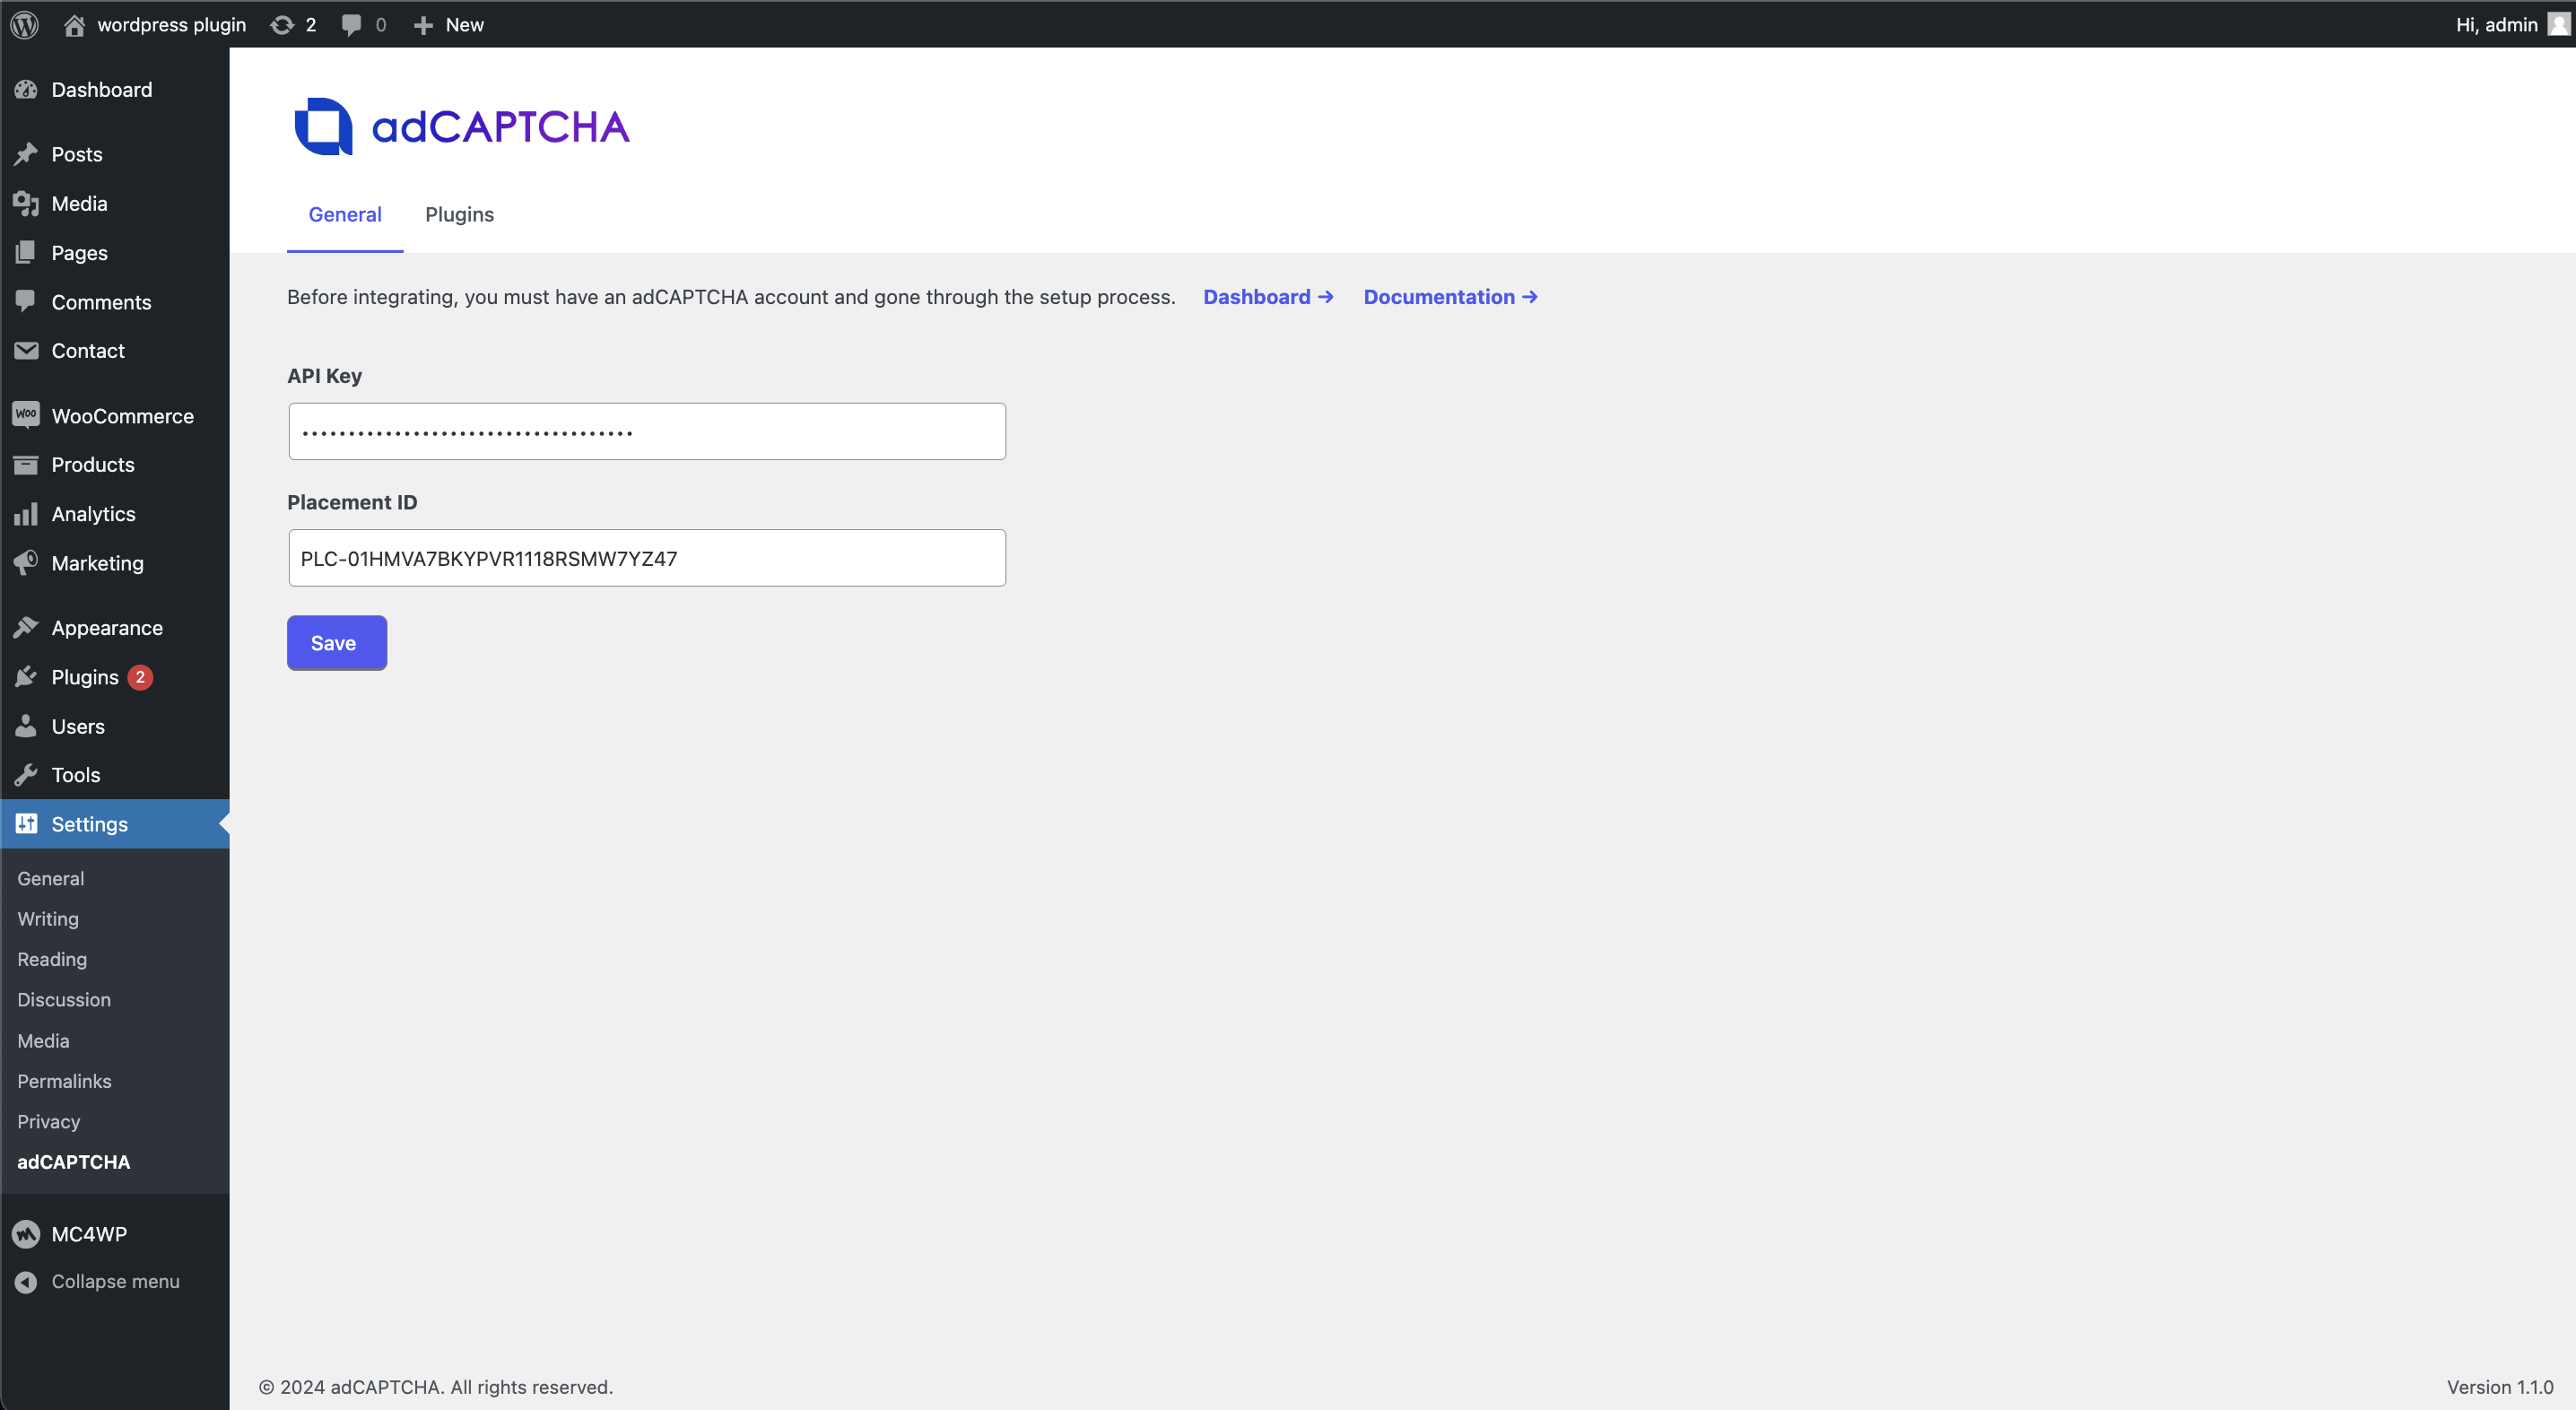 wordpress plugin 2 0 New
Hi, admin
Dashboard
Posts
Media
Pages
Comments
Contact
Woo WooCommerce
Products
Analytics
Marketing
Appearance
Plugins 2
Users
Tools
Settings
General
Writing
Reading
Discussion
Media
Permalinks
Privacy
adCAPTCHA
MC4WP
Collapse menu
adCAPTCHA
General Plugins
Before integrating, you must have an adCAPTCHA account and gone through the setup process. Dashboard → Documentation →
API Key
••••••••••••••••••••••••••••••••••••
Placement ID
PLC-01HMVA7BKYPVR1118RSMW7YZ47
Save
© 2024 adCAPTCHA. All rights reserved.
Version 1.1.0